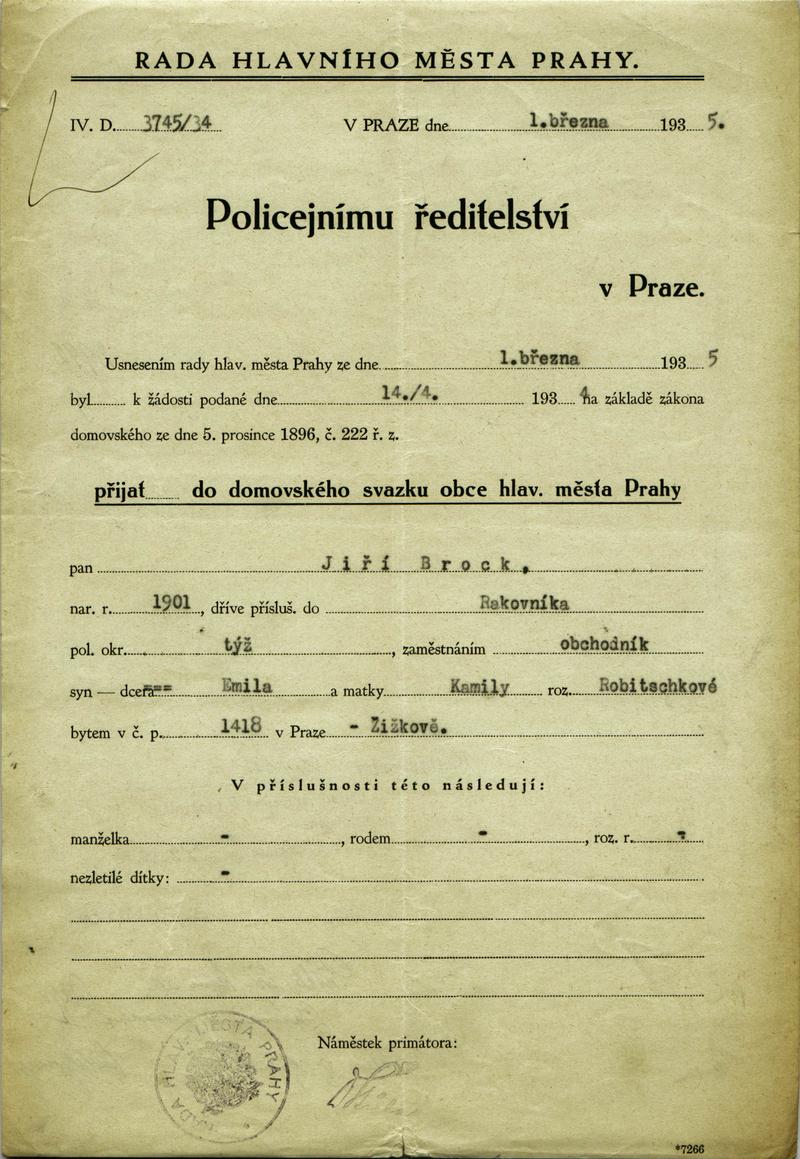 RADA HLAVNÍHO MĚSTA PRAHY.
IV. D. 3745/34 V PRAZE dne 1.března 193 5.
Policejnímu ředitelství
v Praze.
Usnesením rady hlav. města Prahy ze dne 1.března 193 5
byl k žádosti podané dne 14./4. 193 4 na základě zákona
domovského ze dne 5. prosince 1896, č. 222 ř. z.
přijat do domovského svazku obce hlav. města Prahy
pan Jiří Brock,
nar. r. 1901, dříve přísluš. do Rakovníka
pol. okr. týž, zaměstnáním obchodník
syn — dcera Emila a matky Kamily roz. Robitschkové
bytem v č. p. 1418 v Praze - Žižkově.
V příslušnosti této následují:
manželka -, rodem -, roz. r. -
nezletilé dítky: -
Náměstek primátora:
RADA HLAV. MĚSTA PRAHY
*7266